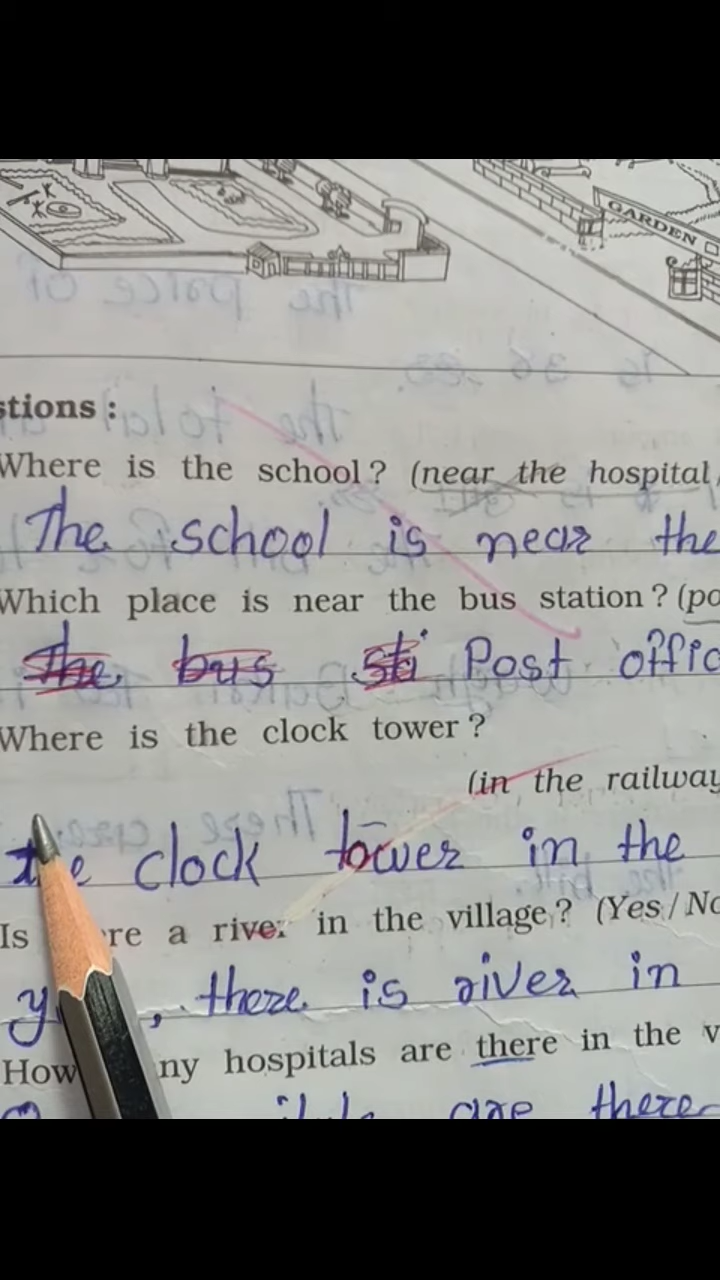 GARDEN
stions :
Where is the school? (near the hospital,
The school is near the
Which place is near the bus station? (po
The bus sti Post offic
Where is the clock tower?
(in the railway
the clock tower in the
Is re a river in the village? (Yes / No
y , there is river in
How ny hospitals are there in the v
are there